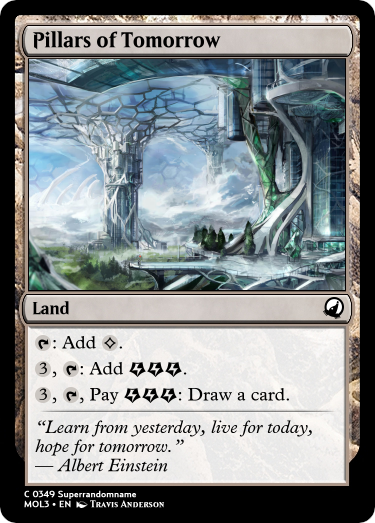 Pillars of Tomorrow
Land
: Add .
3, : Add .
3, , Pay : Draw a card.
“Learn from yesterday, live for today,
hope for tomorrow.”
— Albert Einstein
C 0349 Superrandomname
MOL3 • EN Travis Anderson